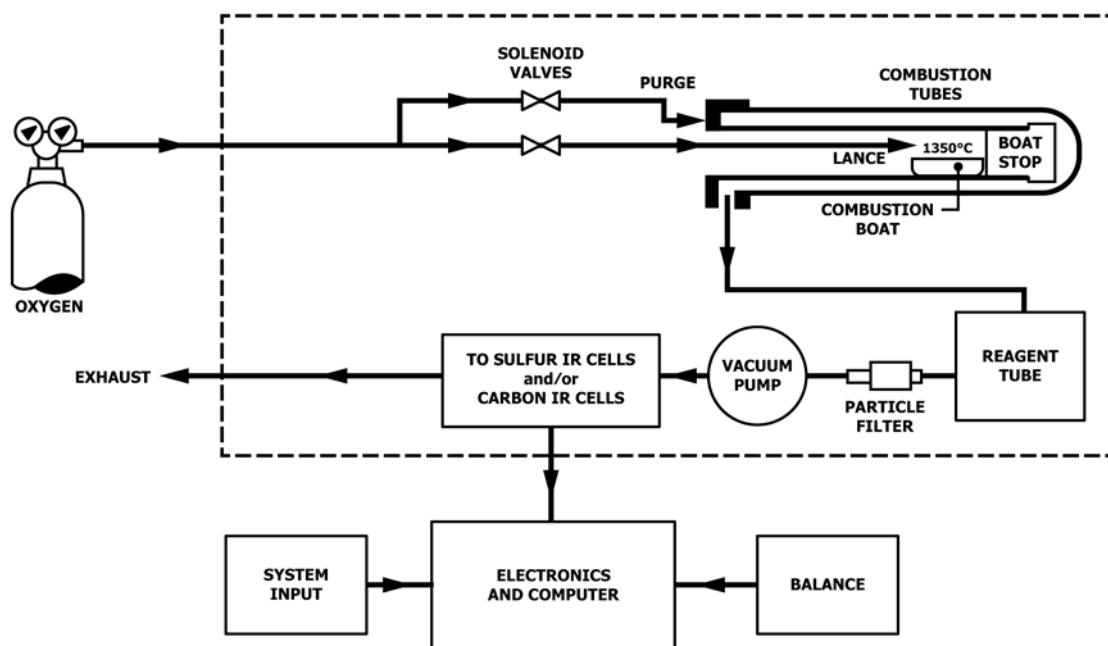 SOLENOID
VALVES
PURGE
COMBUSTION
TUBES
LANCE
1350°C
BOAT
STOP
COMBUSTION
BOAT
OXYGEN
EXHAUST
TO SULFUR IR CELLS
and/or
CARBON IR CELLS
VACUUM
PUMP
PARTICLE
FILTER
REAGENT
TUBE
SYSTEM
INPUT
ELECTRONICS
AND COMPUTER
BALANCE